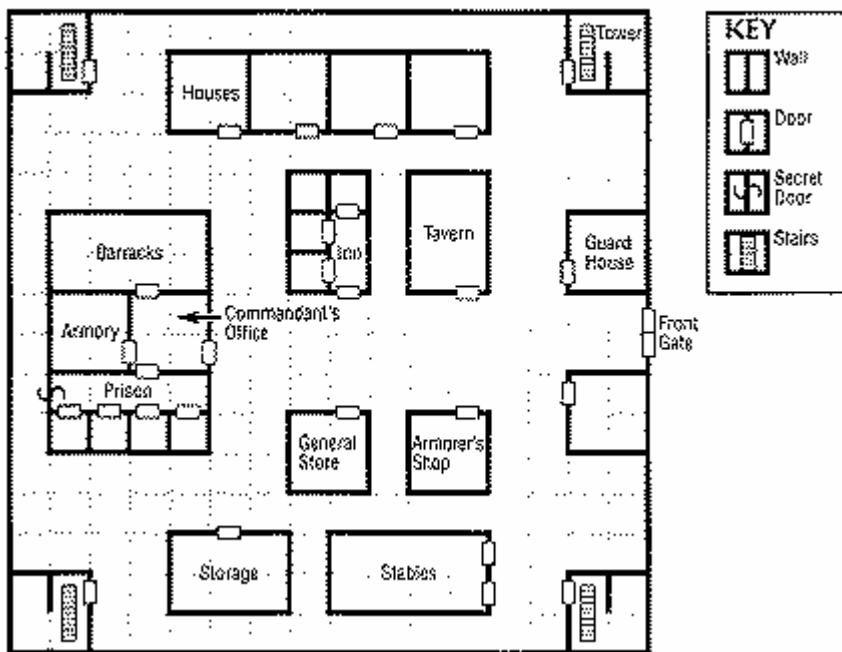 Tower
Houses
Barracks
Inn
Tavern
Guard
House
Armory
Commandant's
Office
Front
Gate
Prison
General
Store
Armorer's
Shop
Storage
Stables
KEY
Wall
Door
Secret
Door
Stairs